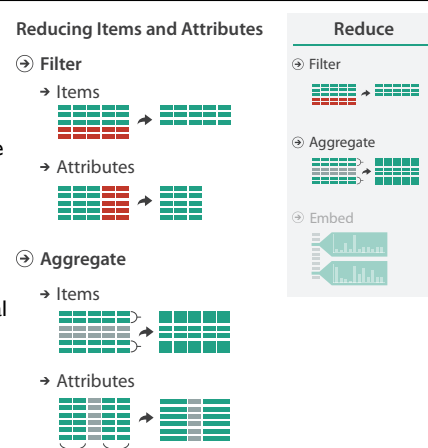 Reducing Items and Attributes
Filter
Items
Attributes
Aggregate
Items
Attributes
Reduce
Filter
Aggregate
Embed